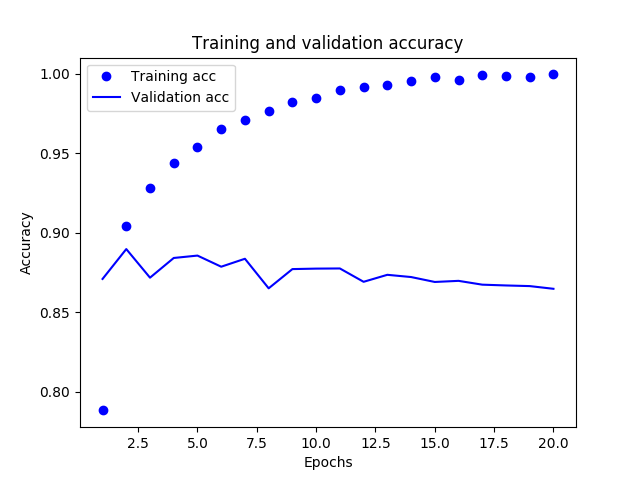 Training and validation accuracy
1.00
Training acc
Validation acc
0.95
0.90
Accuracy
0.85
0.80
2.5 5.0 7.5 10.0 12.5 15.0 17.5 20.0
Epochs